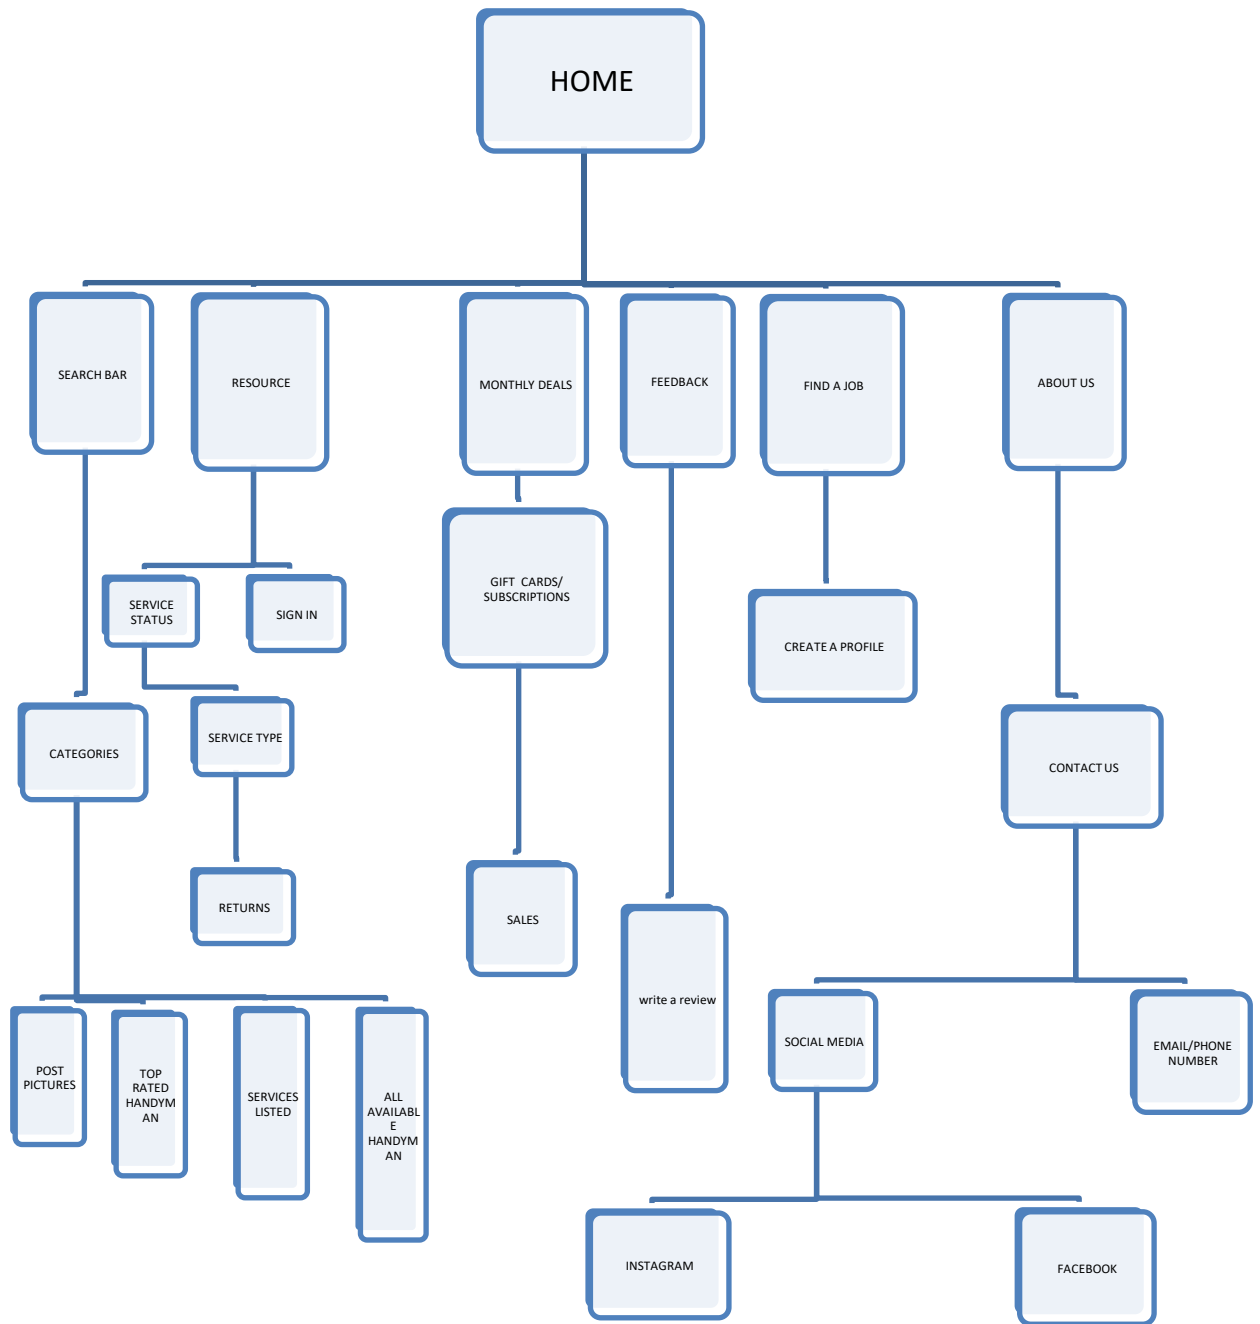 HOME
SEARCH BAR
RESOURCE
MONTHLY DEALS
FEEDBACK
FIND A JOB
ABOUT US
GIFT CARDS/
SUBSCRIPTIONS
SERVICE
STATUS
SIGN IN
CREATE A PROFILE
CATEGORIES
SERVICE TYPE
CONTACT US
RETURNS
SALES
write a review
SOCIAL MEDIA
EMAIL/PHONE
NUMBER
POST
PICTURES
TOP
RATED
HANDYM
AN
SERVICES
LISTED
ALL
AVAILABL
E
HANDYM
AN
INSTAGRAM
FACEBOOK